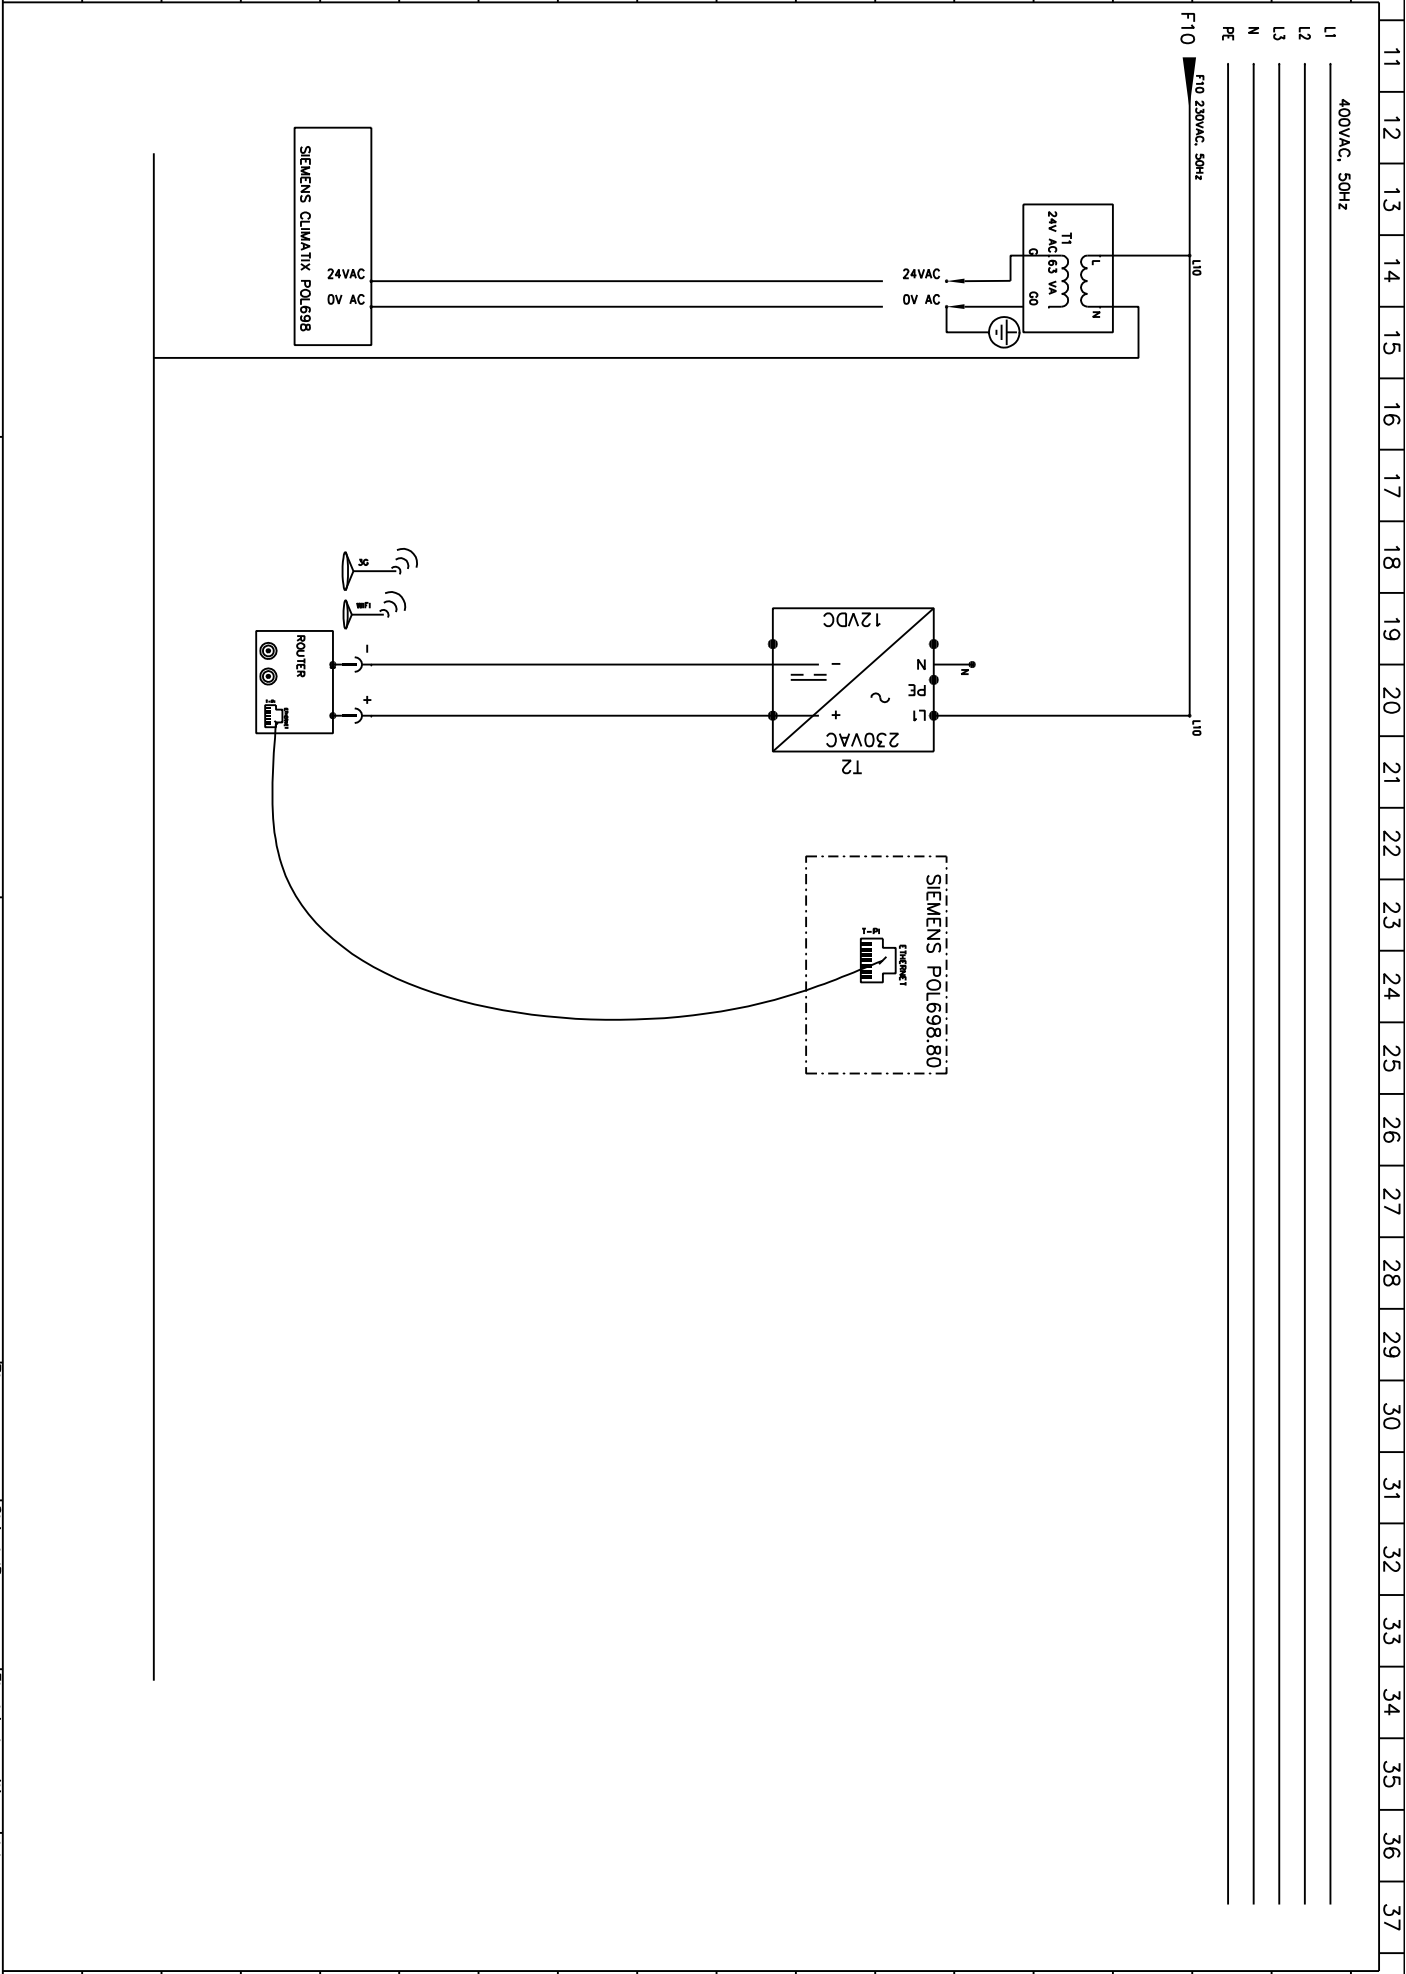 11 12 13 14 15 16 17 18 19 20 21 22 23 24 25 26 27 28 29 30 31 32 33 34 35 36 37
400VAC, 50Hz
L1
L2
L3
N
PE
F10
F10 230VAC, 50Hz
L10
L10
T1
24V AC 63 VA
L
N
G
G0
24VAC
0V AC
24VAC
0V AC
SIEMENS CLIMATIX POL698
N
N
PE
L1
230VAC
12VDC
-
+
T2
3G
WIFI
-
+
ROUTER
SIEMENS POL698.80
ETHERNET